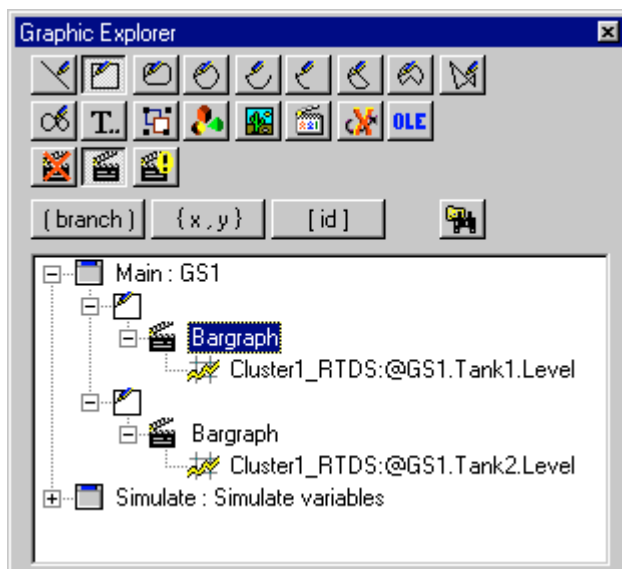 Graphic Explorer
T.. OLE
(branch) {x,y} [id]
Main : GS1
Bargraph
Cluster1_RTDS:@GS1.Tank1.Level
Bargraph
Cluster1_RTDS:@GS1.Tank2.Level
Simulate : Simulate variables